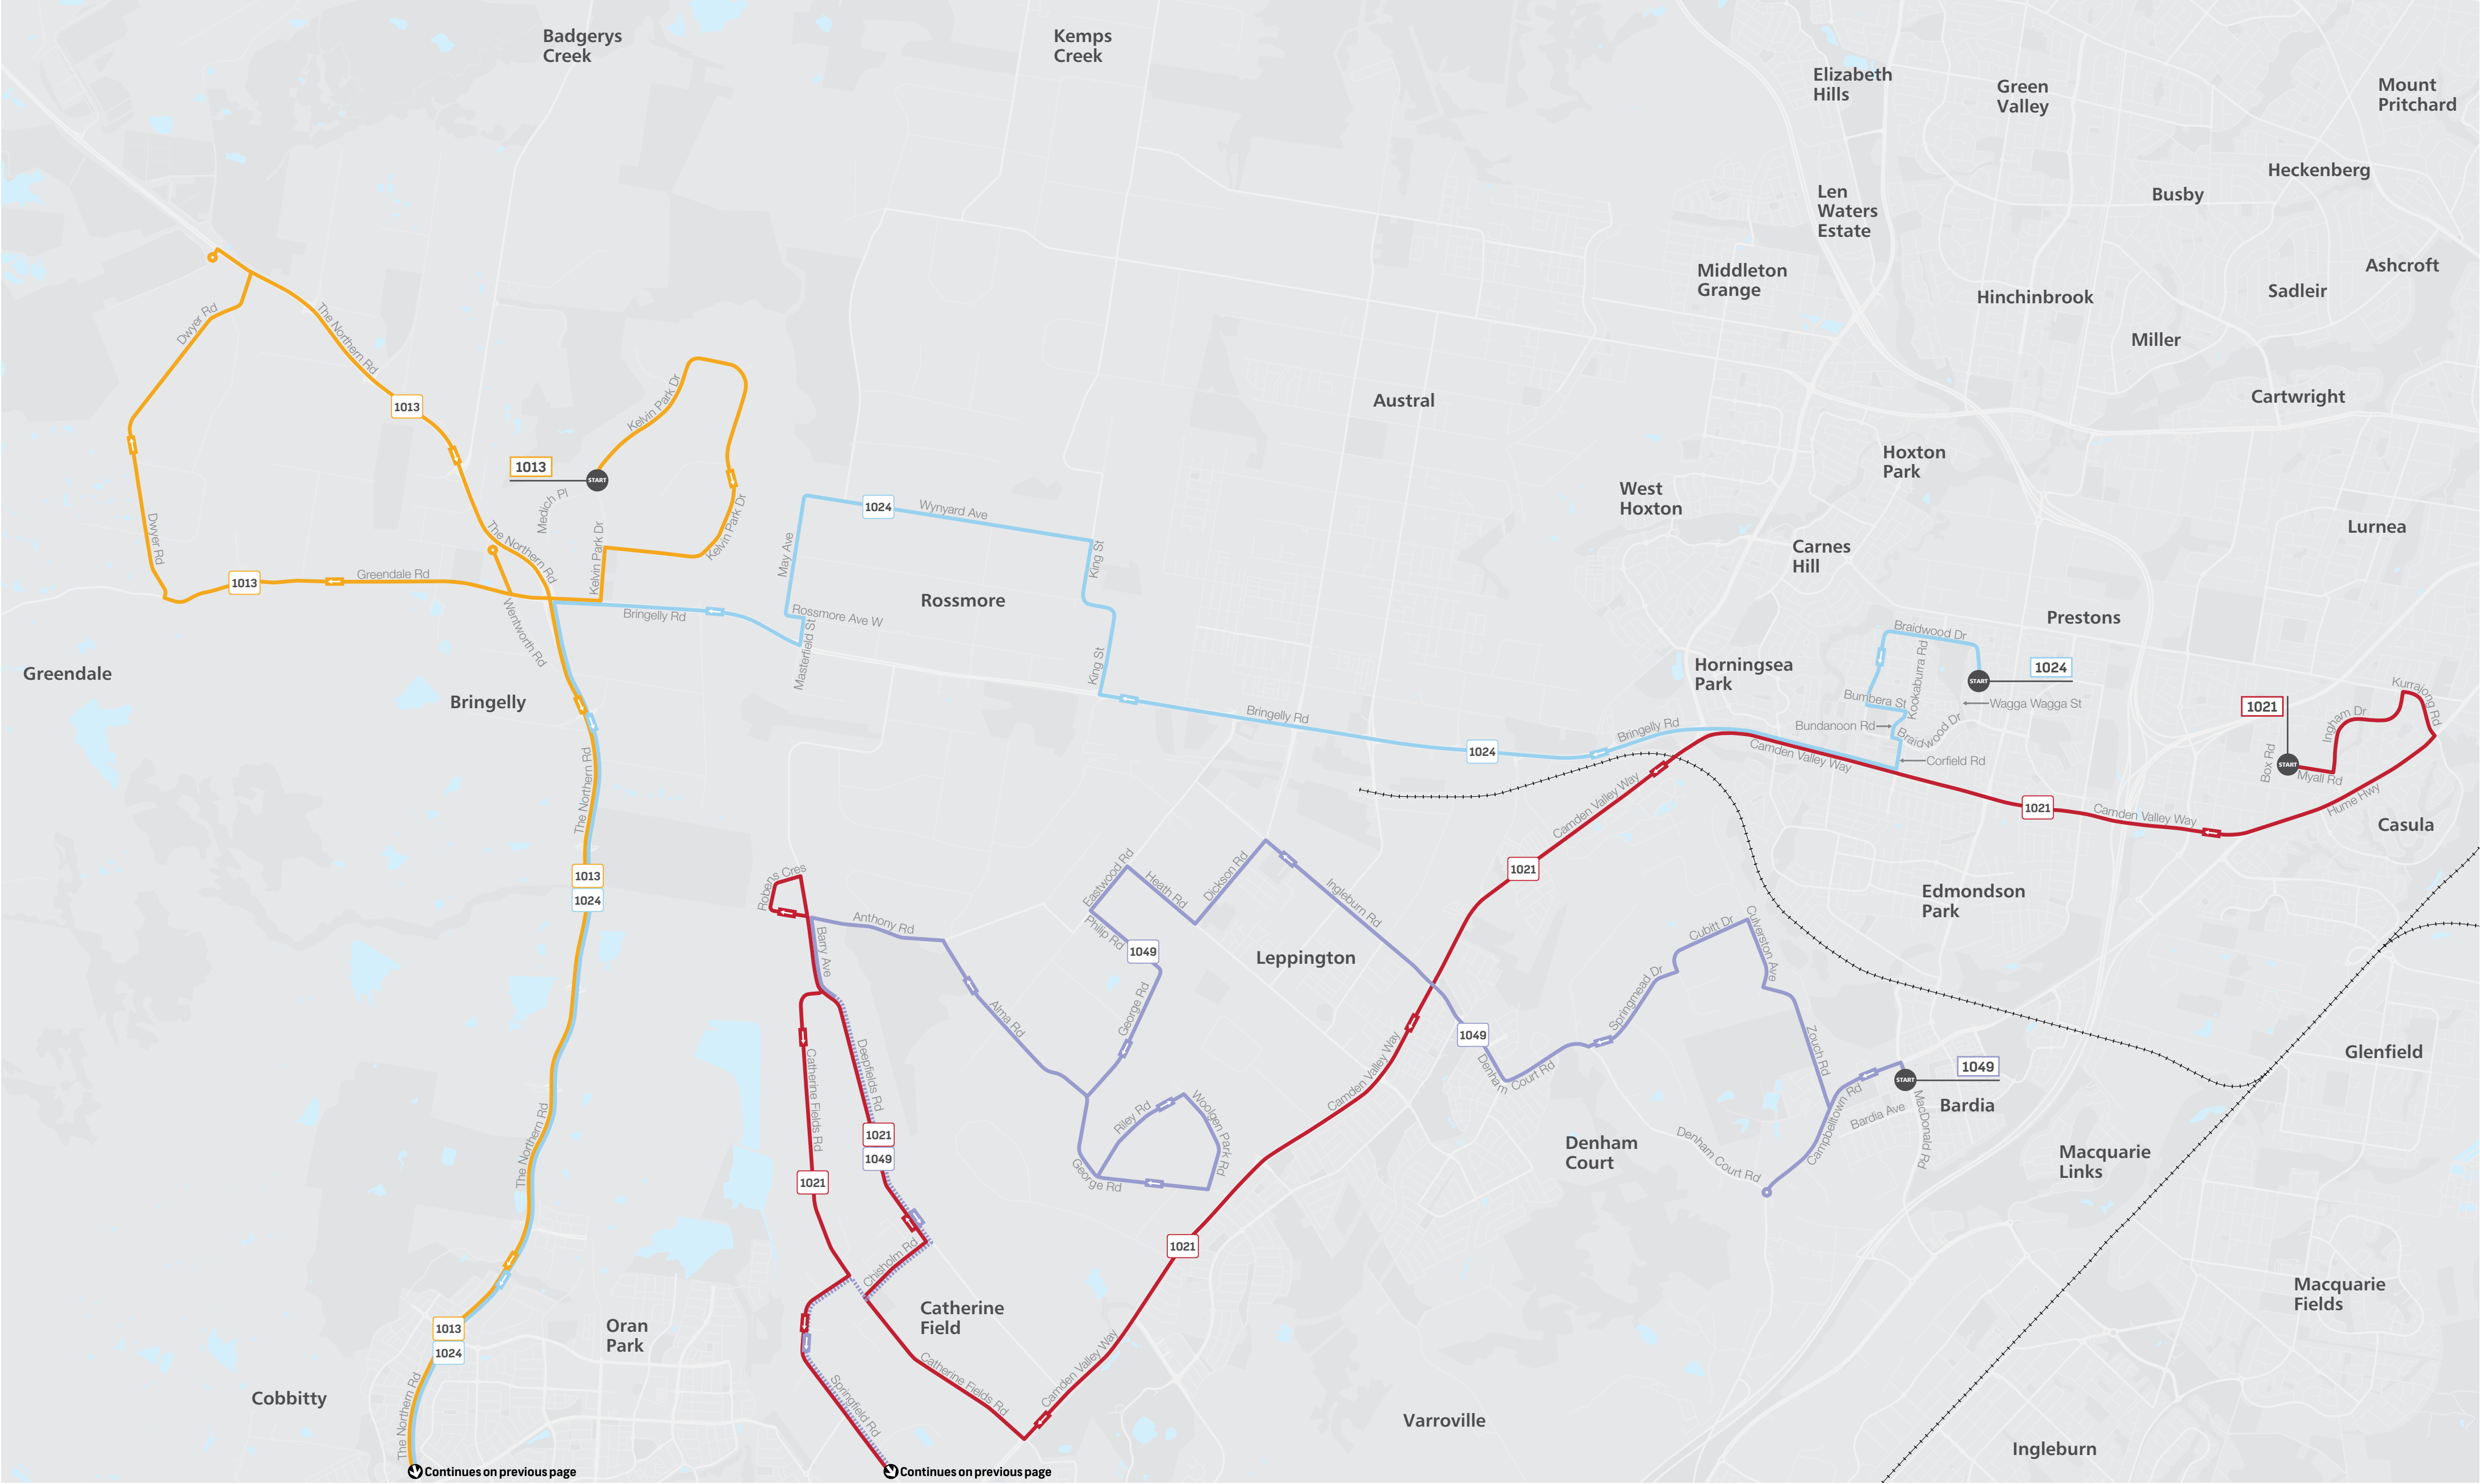 Badgerys
Creek
Kemps
Creek
Elizabeth
Hills
Green
Valley
Mount
Pritchard
Heckenberg
Busby
Len
Waters
Estate
Middleton
Grange
Hinchinbrook
Sadleir
Ashcroft
Miller
Cartwright
Austral
Hoxton
Park
West
Hoxton
Carnes
Hill
Lurnea
Prestons
Horningsea
Park
Rossmore
Greendale
Bringelly
Casula
Edmondson
Park
Leppington
Glenfield
Bardia
Denham
Court
Macquarie
Links
Macquarie
Fields
Catherine
Field
Oran
Park
Cobbitty
Varroville
Ingleburn
Dwyer Rd
The Northern Rd
1013
Kelvin Park Dr
1013
START
Medich Pl
Kelvin Park Dr
Kelvin Park Dr
The Northern Rd
Dwyer Rd
1013
Greendale Rd
Wentworth Rd
Bringelly Rd
May Ave
1024
Wynyard Ave
King St
Rossmore Ave W
Masterfield St
King St
Bringelly Rd
1024
Bringelly Rd
Camden Valley Way
Braidwood Dr
Kookaburra Rd
START
1024
Bumbera St
Wagga Wagga St
Bundanoon Rd
Braidwood Dr
Corfield Rd
1021
START
Box Rd
Myall Rd
Ingham Dr
Kurrajong Rd
Hume Hwy
Camden Valley Way
1021
Camden Valley Way
1021
The Northern Rd
1013
1024
Robens Cres
Barry Ave
Anthony Rd
Alma Rd
Eastwood Rd
Heath Rd
Dickson Rd
Ingleburn Rd
Philip Rd
1049
George Rd
Riley Rd
Woolgen Park Rd
George Rd
Camden Valley Way
1049
Denham
Court Rd
Springmead Dr
Cubitt Dr
Culverston Ave
Zouch Rd
Campbelltown Rd
START
1049
Bardia Ave
MacDonald Rd
Denham Court Rd
Catherine Fields Rd
Deepfields Rd
1021
1049
1021
Chisholm Rd
1021
The Northern Rd
1013
1024
The Northern Rd
Springfield Rd
Catherine Fields Rd
Camden Valley Way
Continues on previous page
Continues on previous page